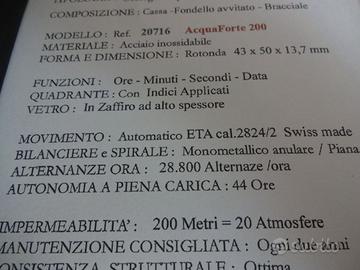 COMPOSIZIONE : Cassa -Fondello avvitato - Bracciale
MODELLO : Ref. 20716 AcquaForte 200
MATERIALE : Acciaio inossidabile
FORMA E DIMENSIONE : Rotonda 43 x 50 x 13,7 mm
FUNZIONI : Ore - Minuti - Secondi - Data
QUADRANTE : Con Indici Applicati
VETRO : In Zaffiro ad alto spessore
MOVIMENTO : Automatico ETA cal.2824/2 Swiss made
BILANCIERE e SPIRALE : Monometallico anulare / Piana
ALTERNANZE ORA : 28.800 Alternaze /ora
AUTONOMIA A PIENA CARICA : 44 Ore
IMPERMEABILITA' : 200 Metri = 20 Atmosfere
MANUTENZIONE CONSIGLIATA : Ogni due anni
CONSISTENZA STRUTTURALE : Ottima